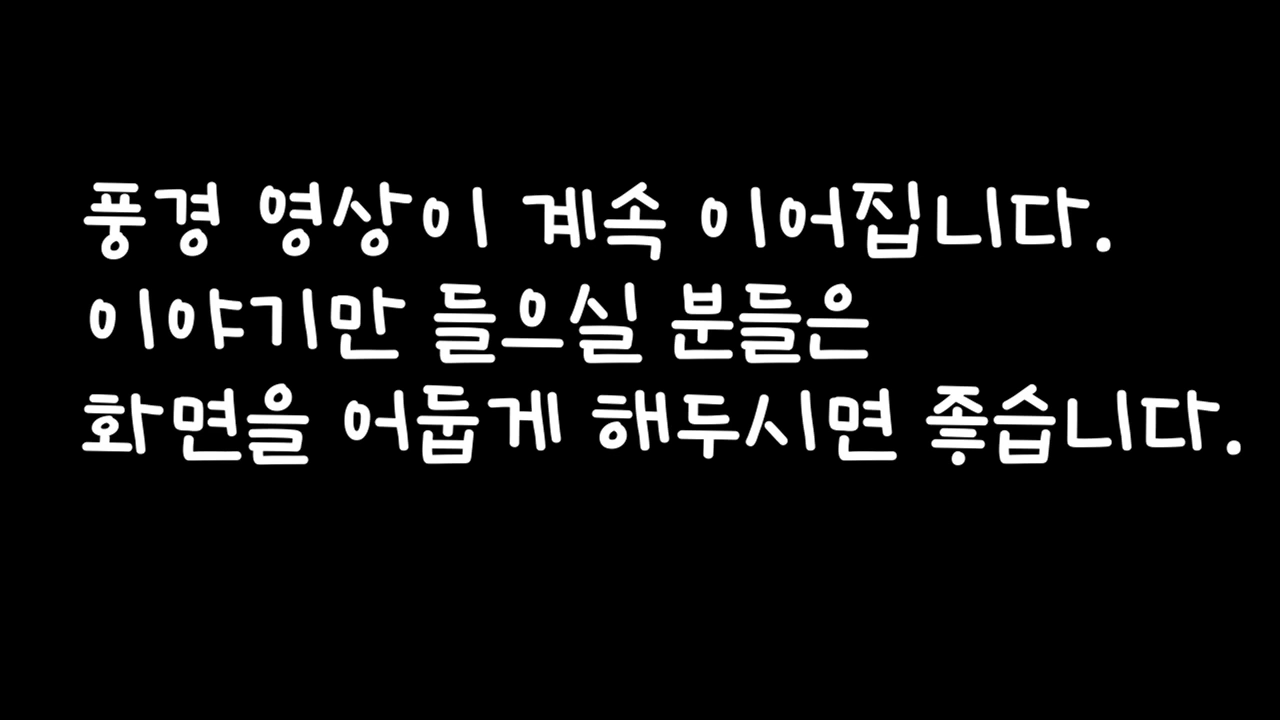 풍경 영상이 계속 이어집니다.
이야기만 들으실 분들은
화면을 어둡게 해두시면 좋습니다.